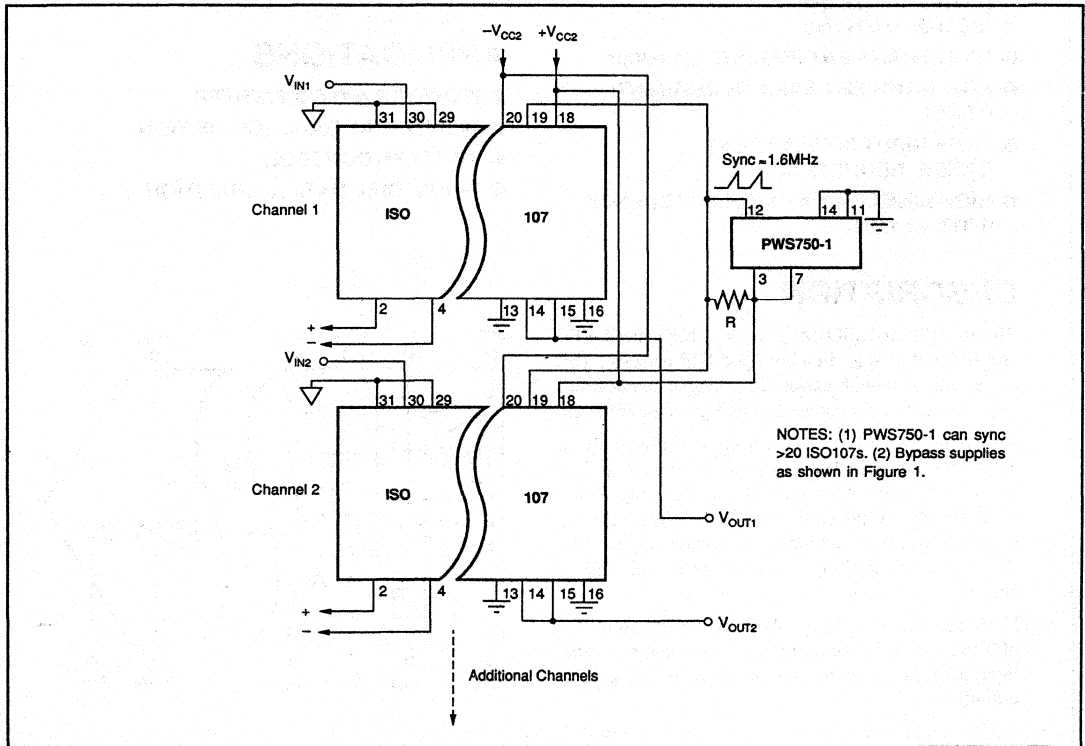 –VCC2 +VCC2
VIN1
31 30 29 20 19 18
Sync ≈ 1.6MHz
12 14 11
Channel 1 ISO 107
PWS750-1
3 7
R
2 4 13 14 15 16
+
–
VIN2
31 30 29 20 19 18
NOTES: (1) PWS750-1 can sync
>20 ISO107s. (2) Bypass supplies
as shown in Figure 1.
Channel 2 ISO 107
VOUT1
2 4 13 14 15 16
+
–
VOUT2
Additional Channels